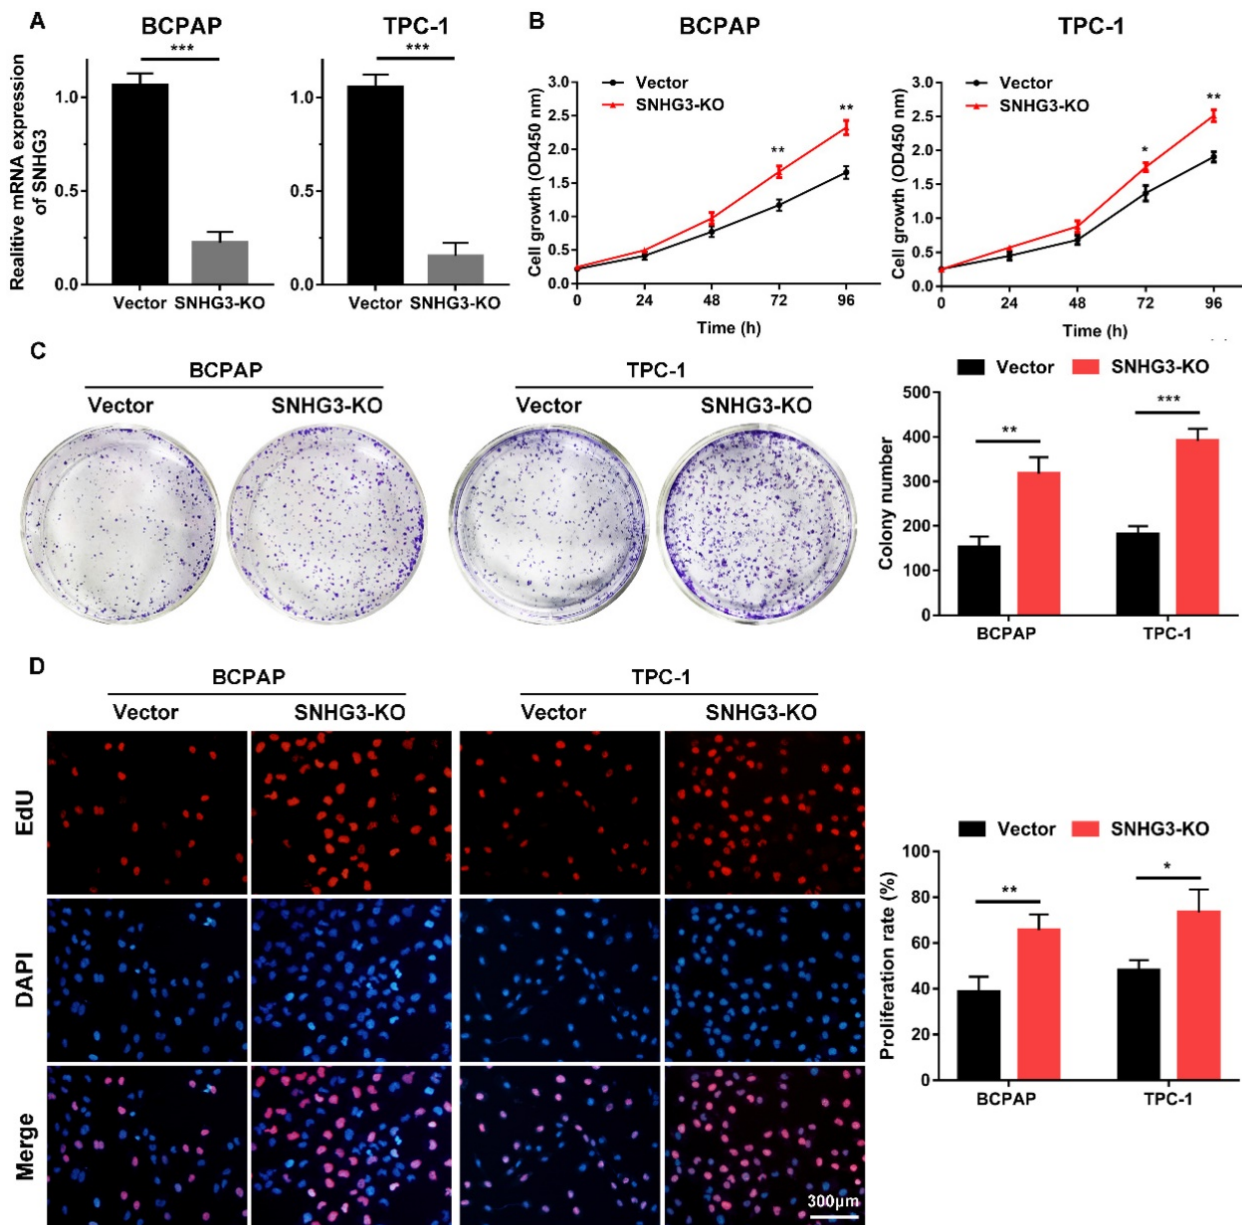 A
BCPAP
TPC-1
Realitive mRNA expression
of SNHG3
***
***
1.0
0.5
0.0
1.0
0.5
0.0
Vector SNHG3-KO
Vector SNHG3-KO
B
BCPAP
TPC-1
Vector
SNHG3-KO
Cell growth (OD450 nm)
3.0
2.5
2.0
1.5
1.0
0.5
0.0
**
**
0 24 48 72 96
Time (h)
Vector
SNHG3-KO
Cell growth (OD450 nm)
3.0
2.5
2.0
1.5
1.0
0.5
0.0
*
**
0 24 48 72 96
Time (h)
C
BCPAP
TPC-1
Vector SNHG3-KO
Vector SNHG3-KO
Vector SNHG3-KO
Colony number
500
400
300
200
100
0
**
***
BCPAP TPC-1
D
BCPAP
TPC-1
Vector SNHG3-KO
Vector SNHG3-KO
EdU
DAPI
Merge
300μm
Vector SNHG3-KO
Proliferation rate (%)
100
80
60
40
20
0
**
*
BCPAP TPC-1